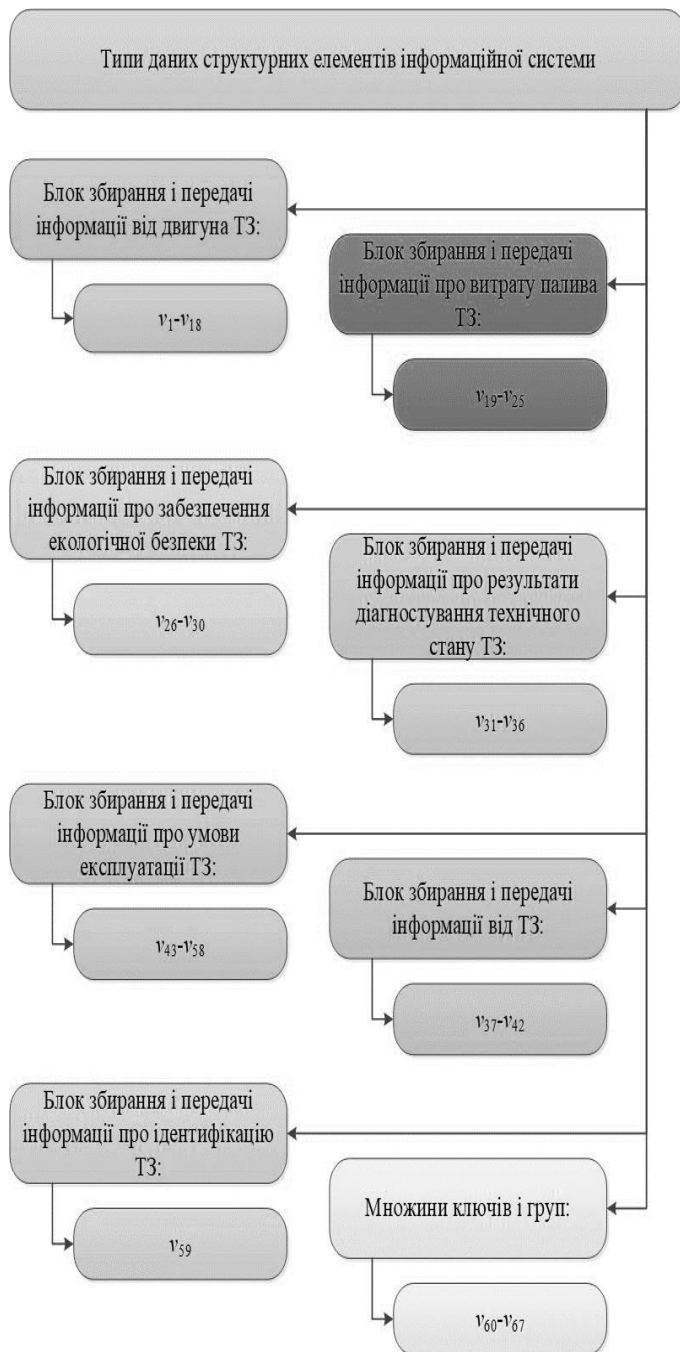 Типи даних структурних елементів інформаційної системи
Блок збирання і передачі
інформації від двигуна ТЗ:
v1-v18
Блок збирання і передачі
інформації про витрату палива
ТЗ:
v19-v25
Блок збирання і передачі
інформації про забезпечення
екологічної безпеки ТЗ:
v26-v30
Блок збирання і передачі
інформації про результати
діагностування технічного
стану ТЗ:
v31-v36
Блок збирання і передачі
інформації про умови
експлуатації ТЗ:
v43-v58
Блок збирання і передачі
інформації від ТЗ:
v37-v42
Блок збирання і передачі
інформації про ідентифікацію
ТЗ:
v59
Множини ключів і груп:
v60-v67